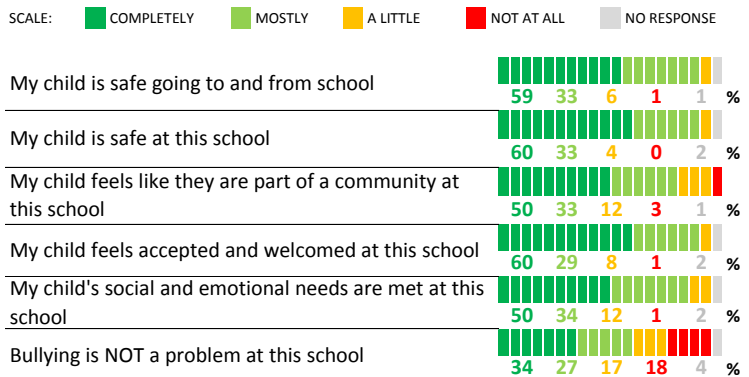 SCALE: COMPLETELY MOSTLY A LITTLE NOT AT ALL NO RESPONSE
My child is safe going to and from school
59 33 6 1 1 %
My child is safe at this school
60 33 4 0 2 %
My child feels like they are part of a community at
this school
50 33 12 3 1 %
My child feels accepted and welcomed at this school
60 29 8 1 2 %
My child's social and emotional needs are met at this
school
50 34 12 1 2 %
Bullying is NOT a problem at this school
34 27 17 18 4 %